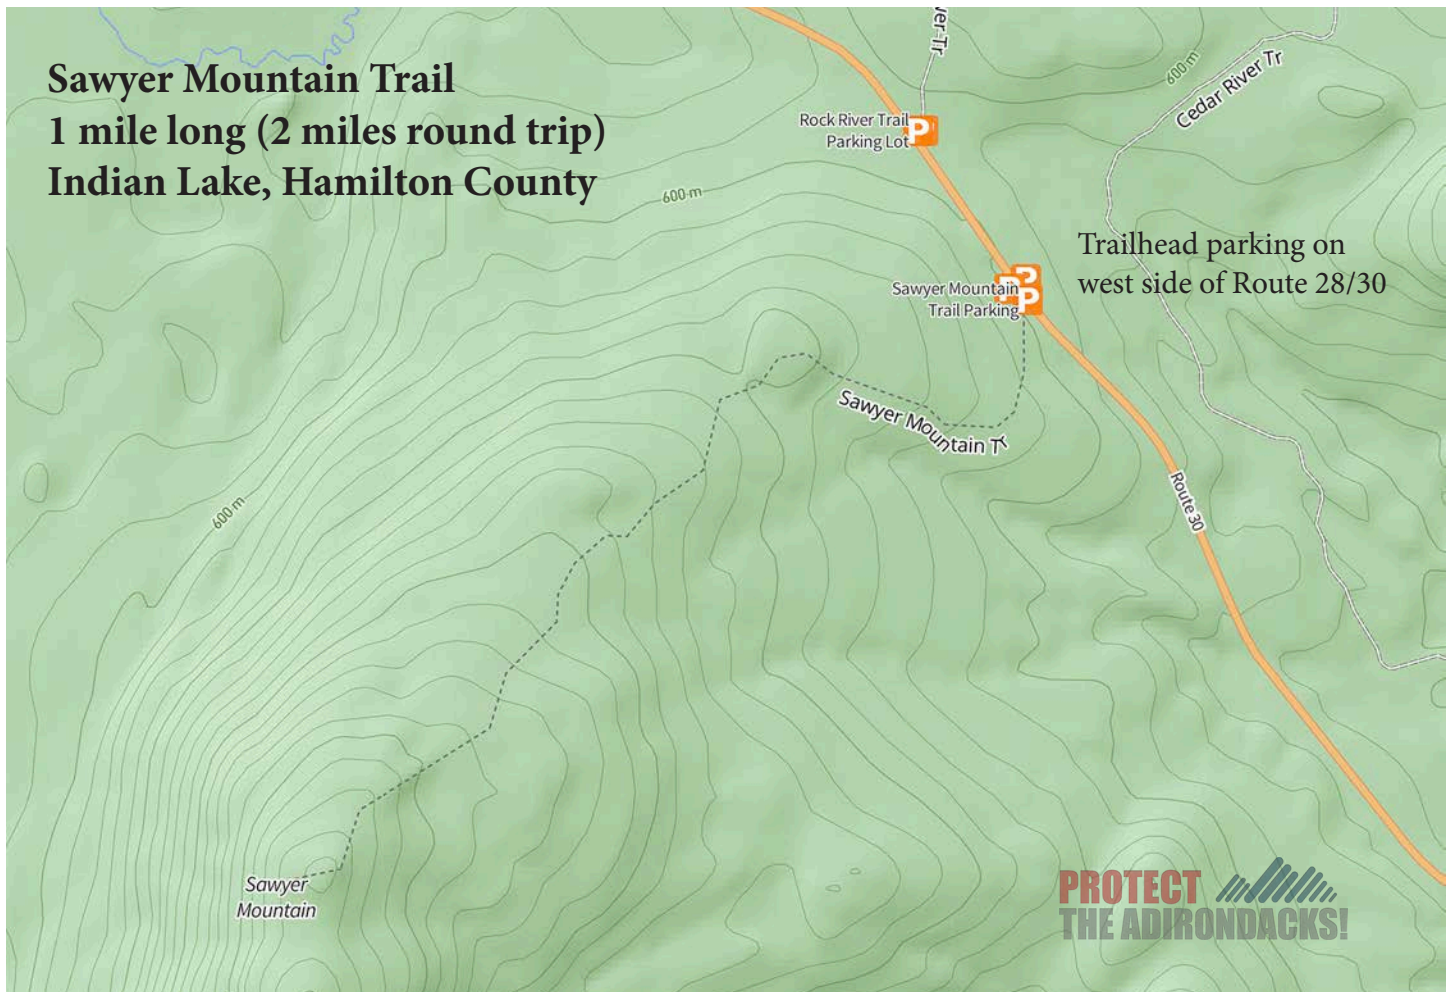 Sawyer Mountain Trail
1 mile long (2 miles round trip)
Indian Lake, Hamilton County
ver Tr
600 m
Cedar River Tr
Rock River Trail
Parking Lot
P
600 m
Trailhead parking on
west side of Route 28/30
P
P
P
Sawyer Mountain
Trail Parking
Sawyer Mountain Tr
Route 30
600 m
Sawyer
Mountain
PROTECT
THE ADIRONDACKS!